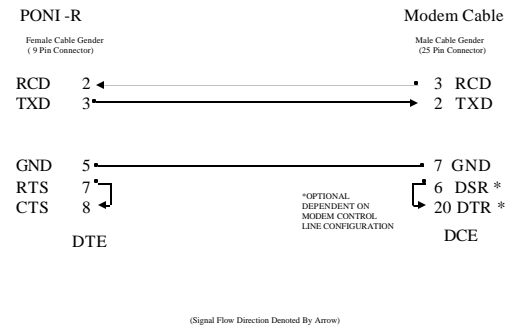 PONI -R Modem Cable
Female Cable Gender Male Cable Gender
( 9 Pin Connector) (25 Pin Connector)
RCD 2 3 RCD
TXD 3 2 TXD
GND 5 7 GND
RTS 7 6 DSR *
CTS 8 20 DTR *
*OPTIONAL
DEPENDENT ON
MODEM CONTROL
LINE CONFIGURATION
DTE DCE
(Signal Flow Direction Denoted By Arrow)